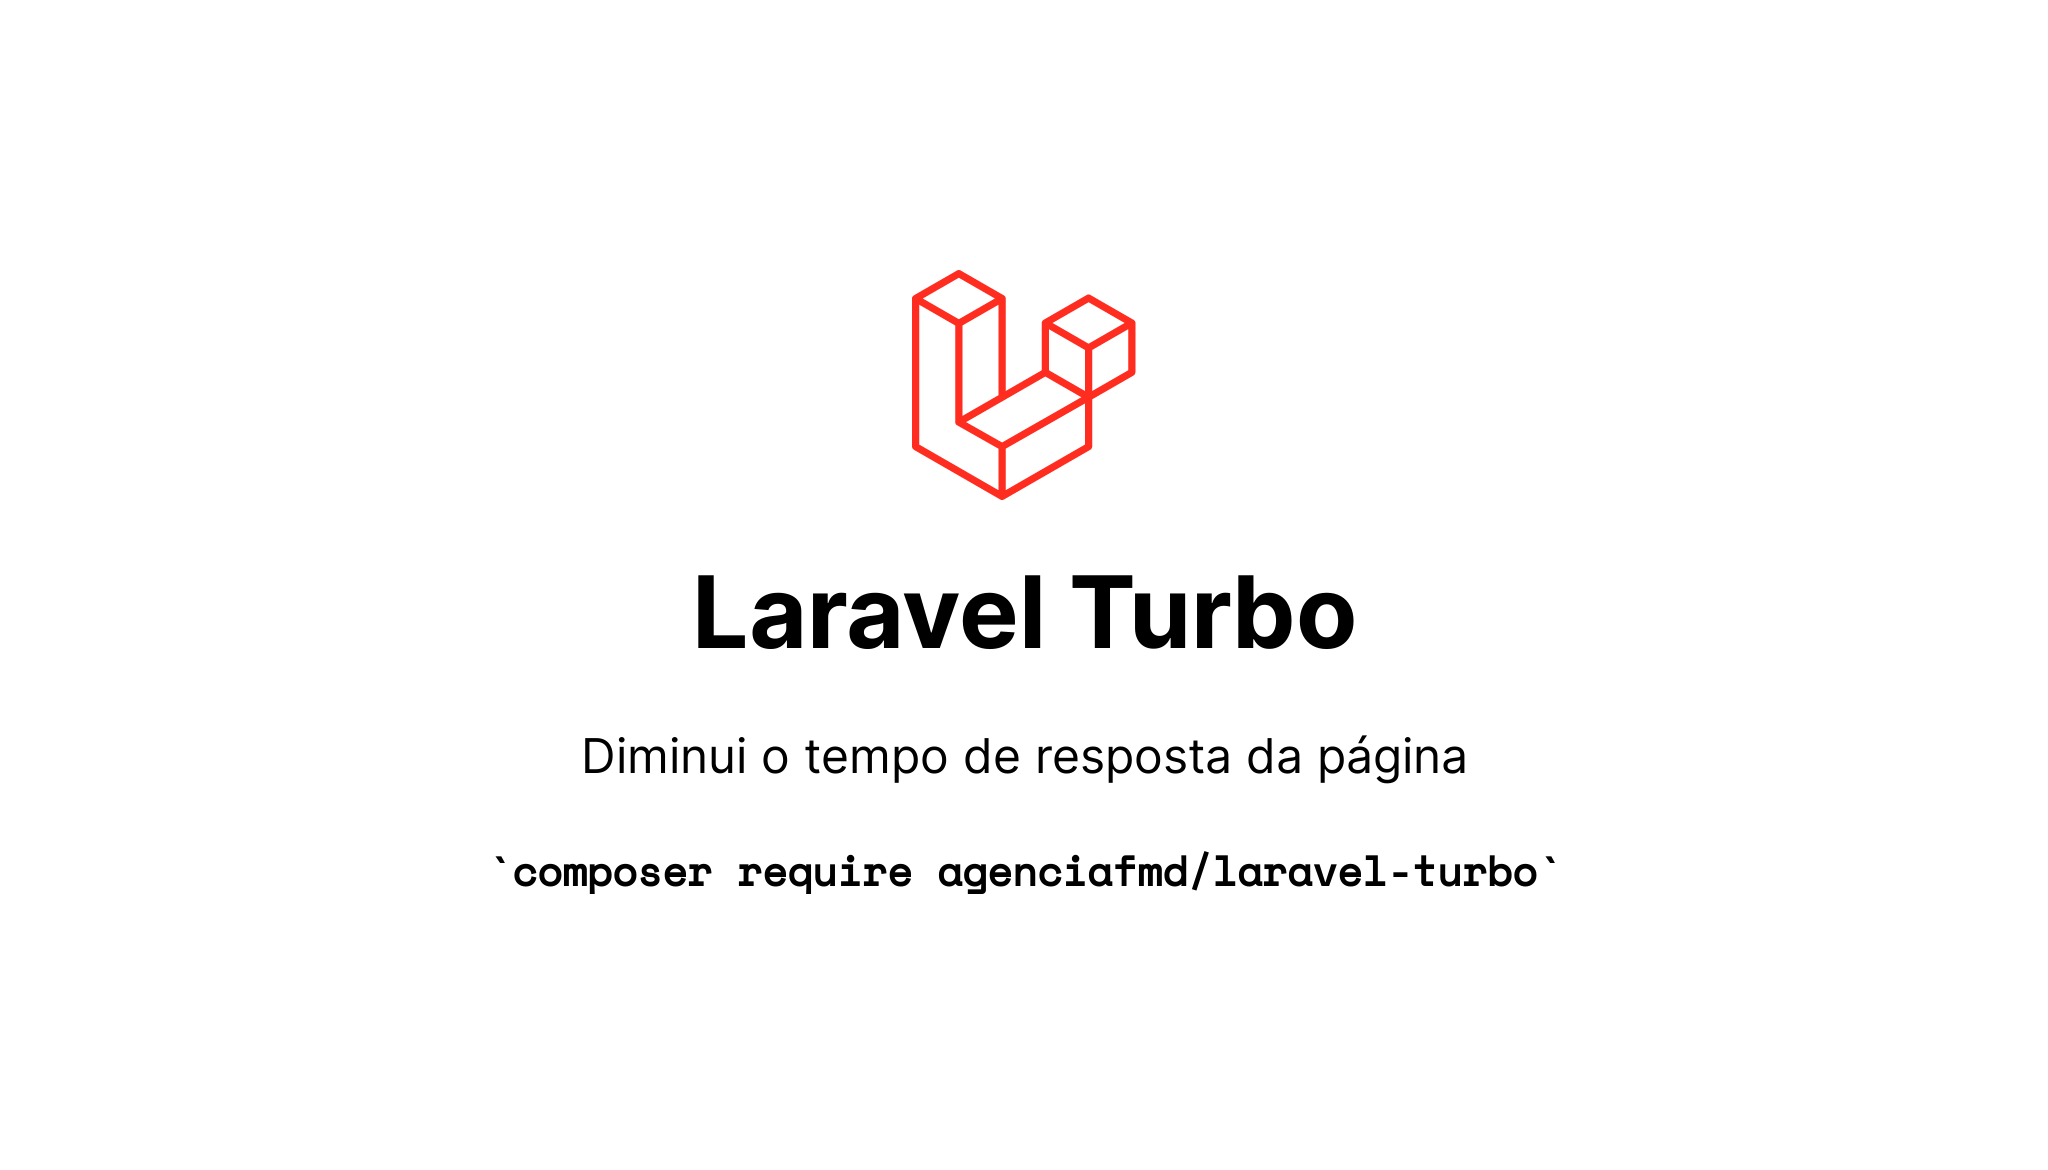 Laravel Turbo
Diminui o tempo de resposta da página
`composer require agenciafmd/laravel-turbo`